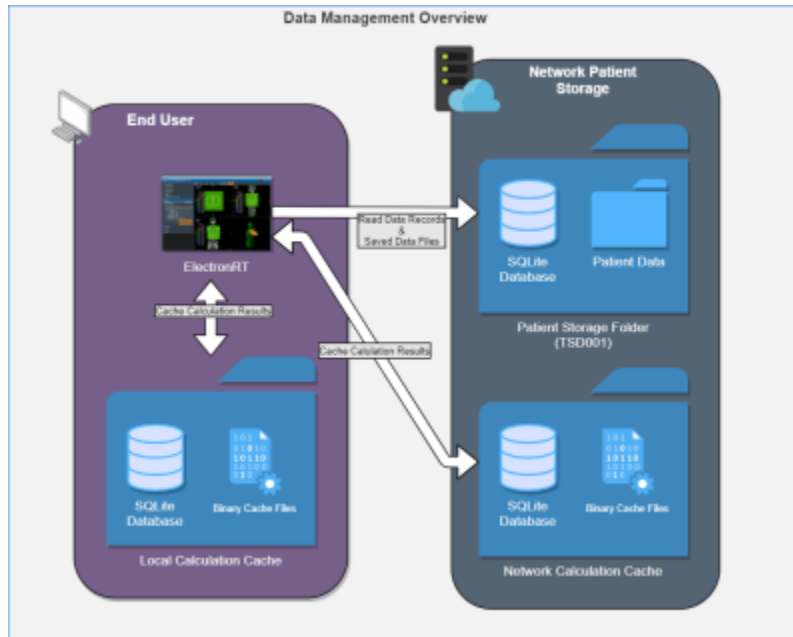 Data Management Overview
Network Patient
Storage
End User
Read Data Records
&
Saved Data Files
ElectronRT
SQLite
Database
Patient Data
Cache Calculation Results
Patient Storage Folder
(TSD001)
Cache Calulation Results
SQLite
Database
Binary Cache Files
Local Calculation Cache
SQLite
Database
Binary Cache Files
Network Calculation Cache